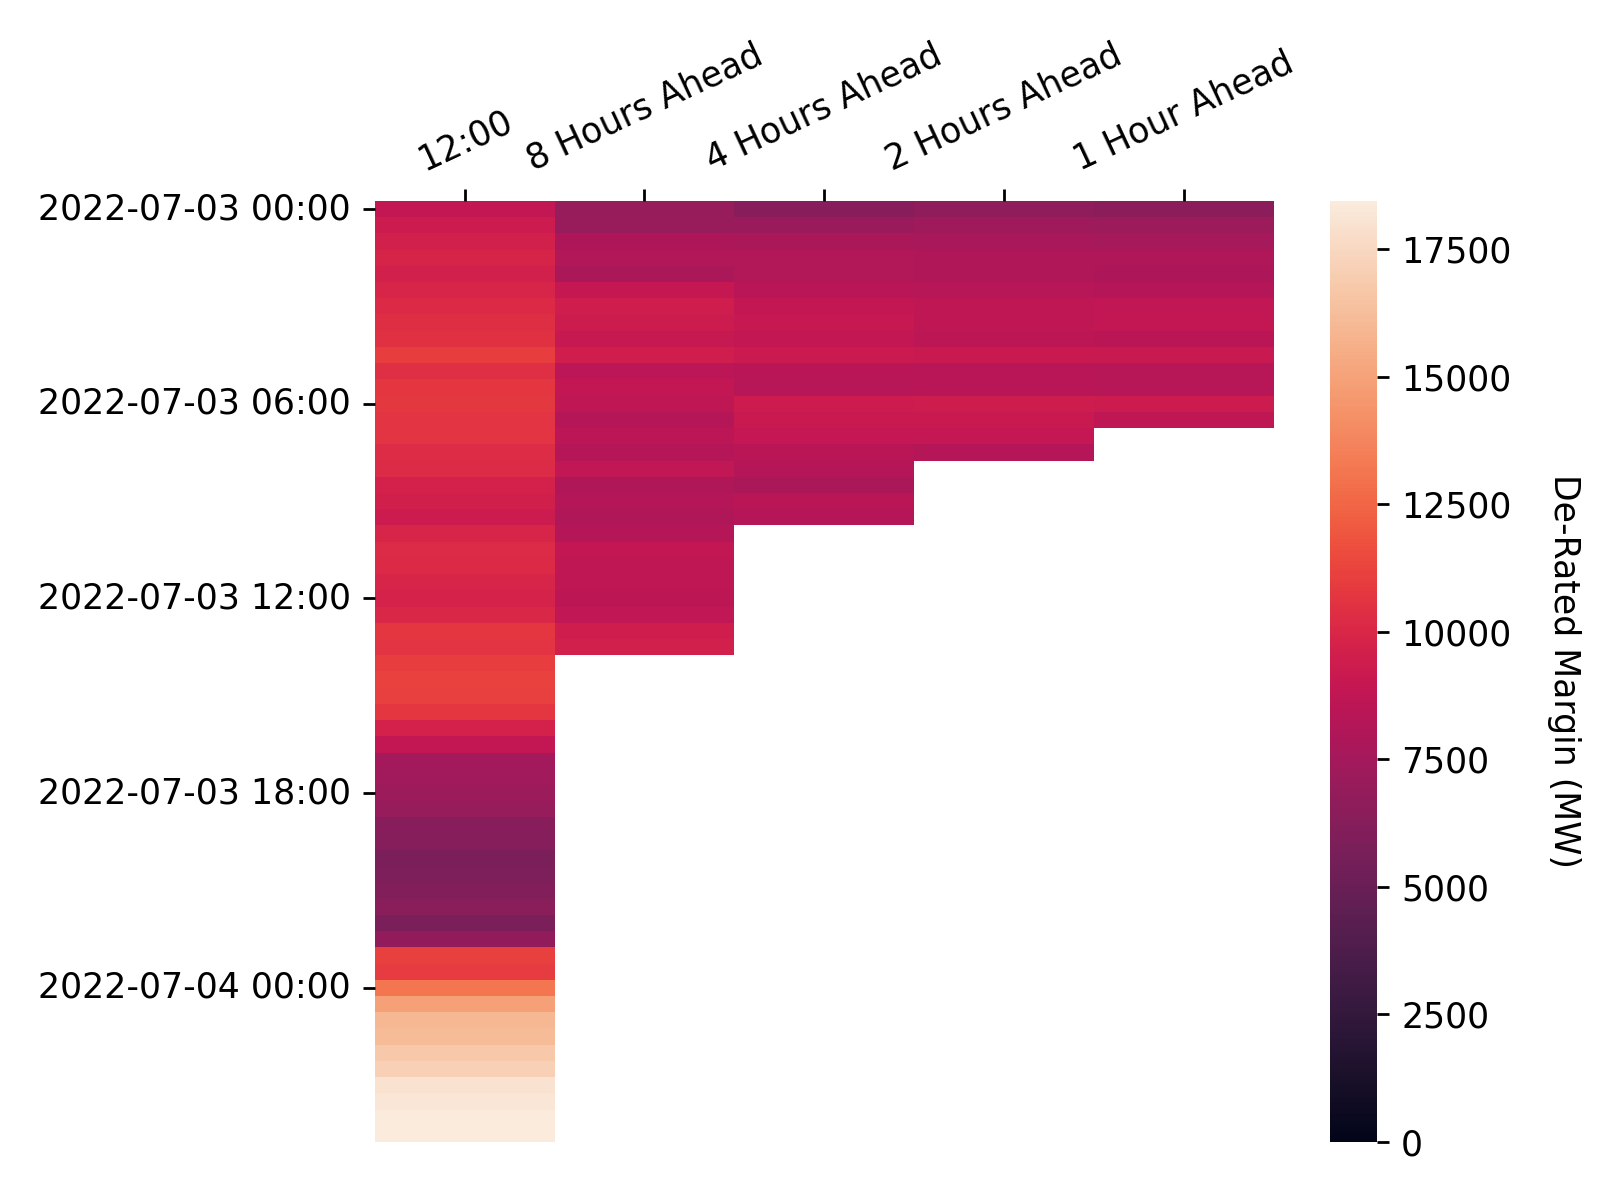 12:00
8 Hours Ahead
4 Hours Ahead
2 Hours Ahead
1 Hour Ahead
2022-07-03 00:00
2022-07-03 06:00
2022-07-03 12:00
2022-07-03 18:00
2022-07-04 00:00
17500
15000
12500
10000
7500
5000
2500
0
De-Rated Margin (MW)